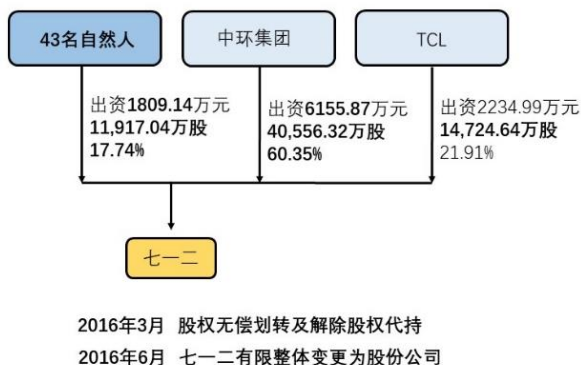 43名自然人
中环集团
TCL
出资1809.14万元
11,917.04万股
17.74%
出资6155.87万元
40,556.32万股
60.35%
出资2234.99万元
14,724.64万股
21.91%
七一二
2016年3月 股权无偿划转及解除股权代持
2016年6月 七一二有限整体变更为股份公司